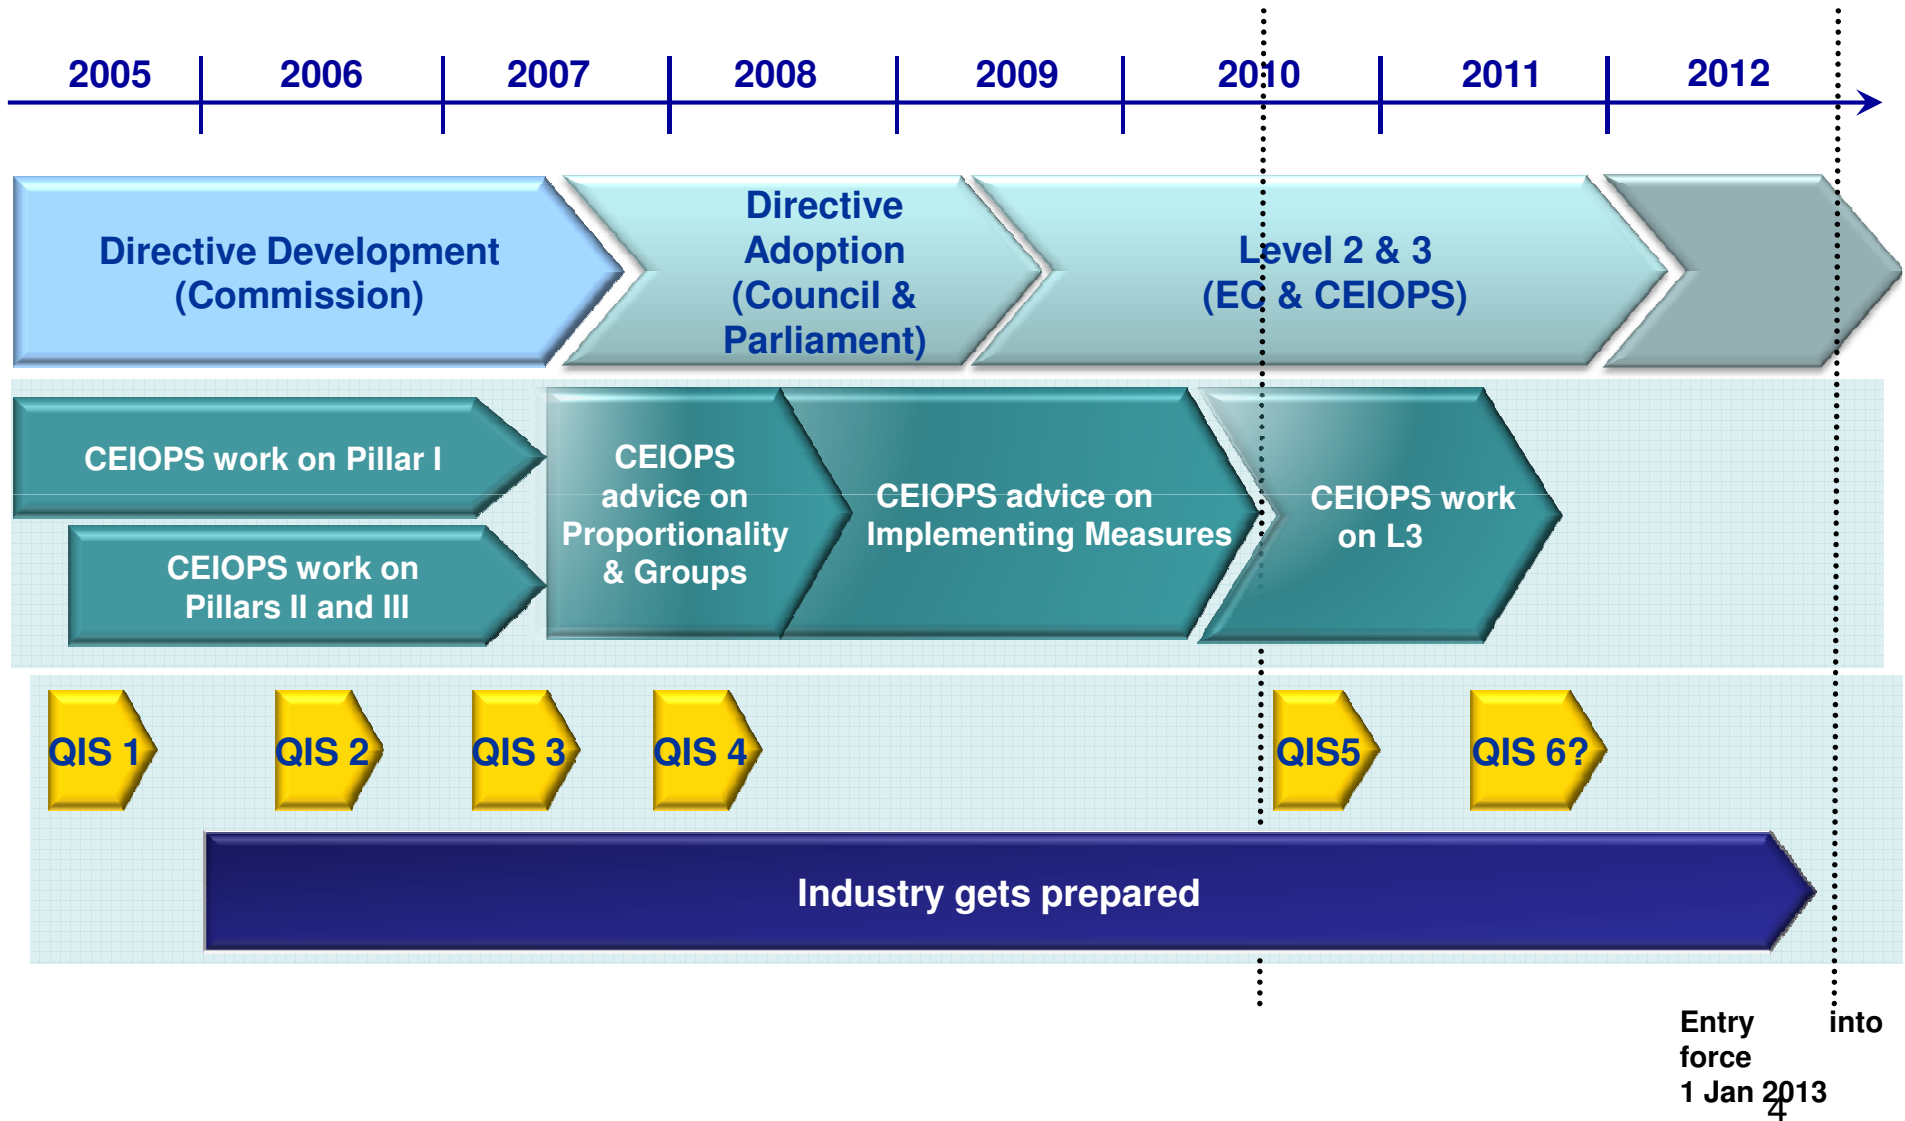 2005 2006 2007 2008 2009 2010 2011 2012
Directive Development
(Commission)
Directive
Adoption
(Council &
Parliament)
Level 2 & 3
(EC & CEIOPS)
CEIOPS work on Pillar I
CEIOPS work on
Pillars II and III
CEIOPS
advice on
Proportionality
& Groups
CEIOPS advice on
Implementing Measures
CEIOPS work
on L3
QIS 1
QIS 2
QIS 3
QIS 4
QIS5
QIS 6?
Industry gets prepared
Entry into
force
1 Jan 2013
4